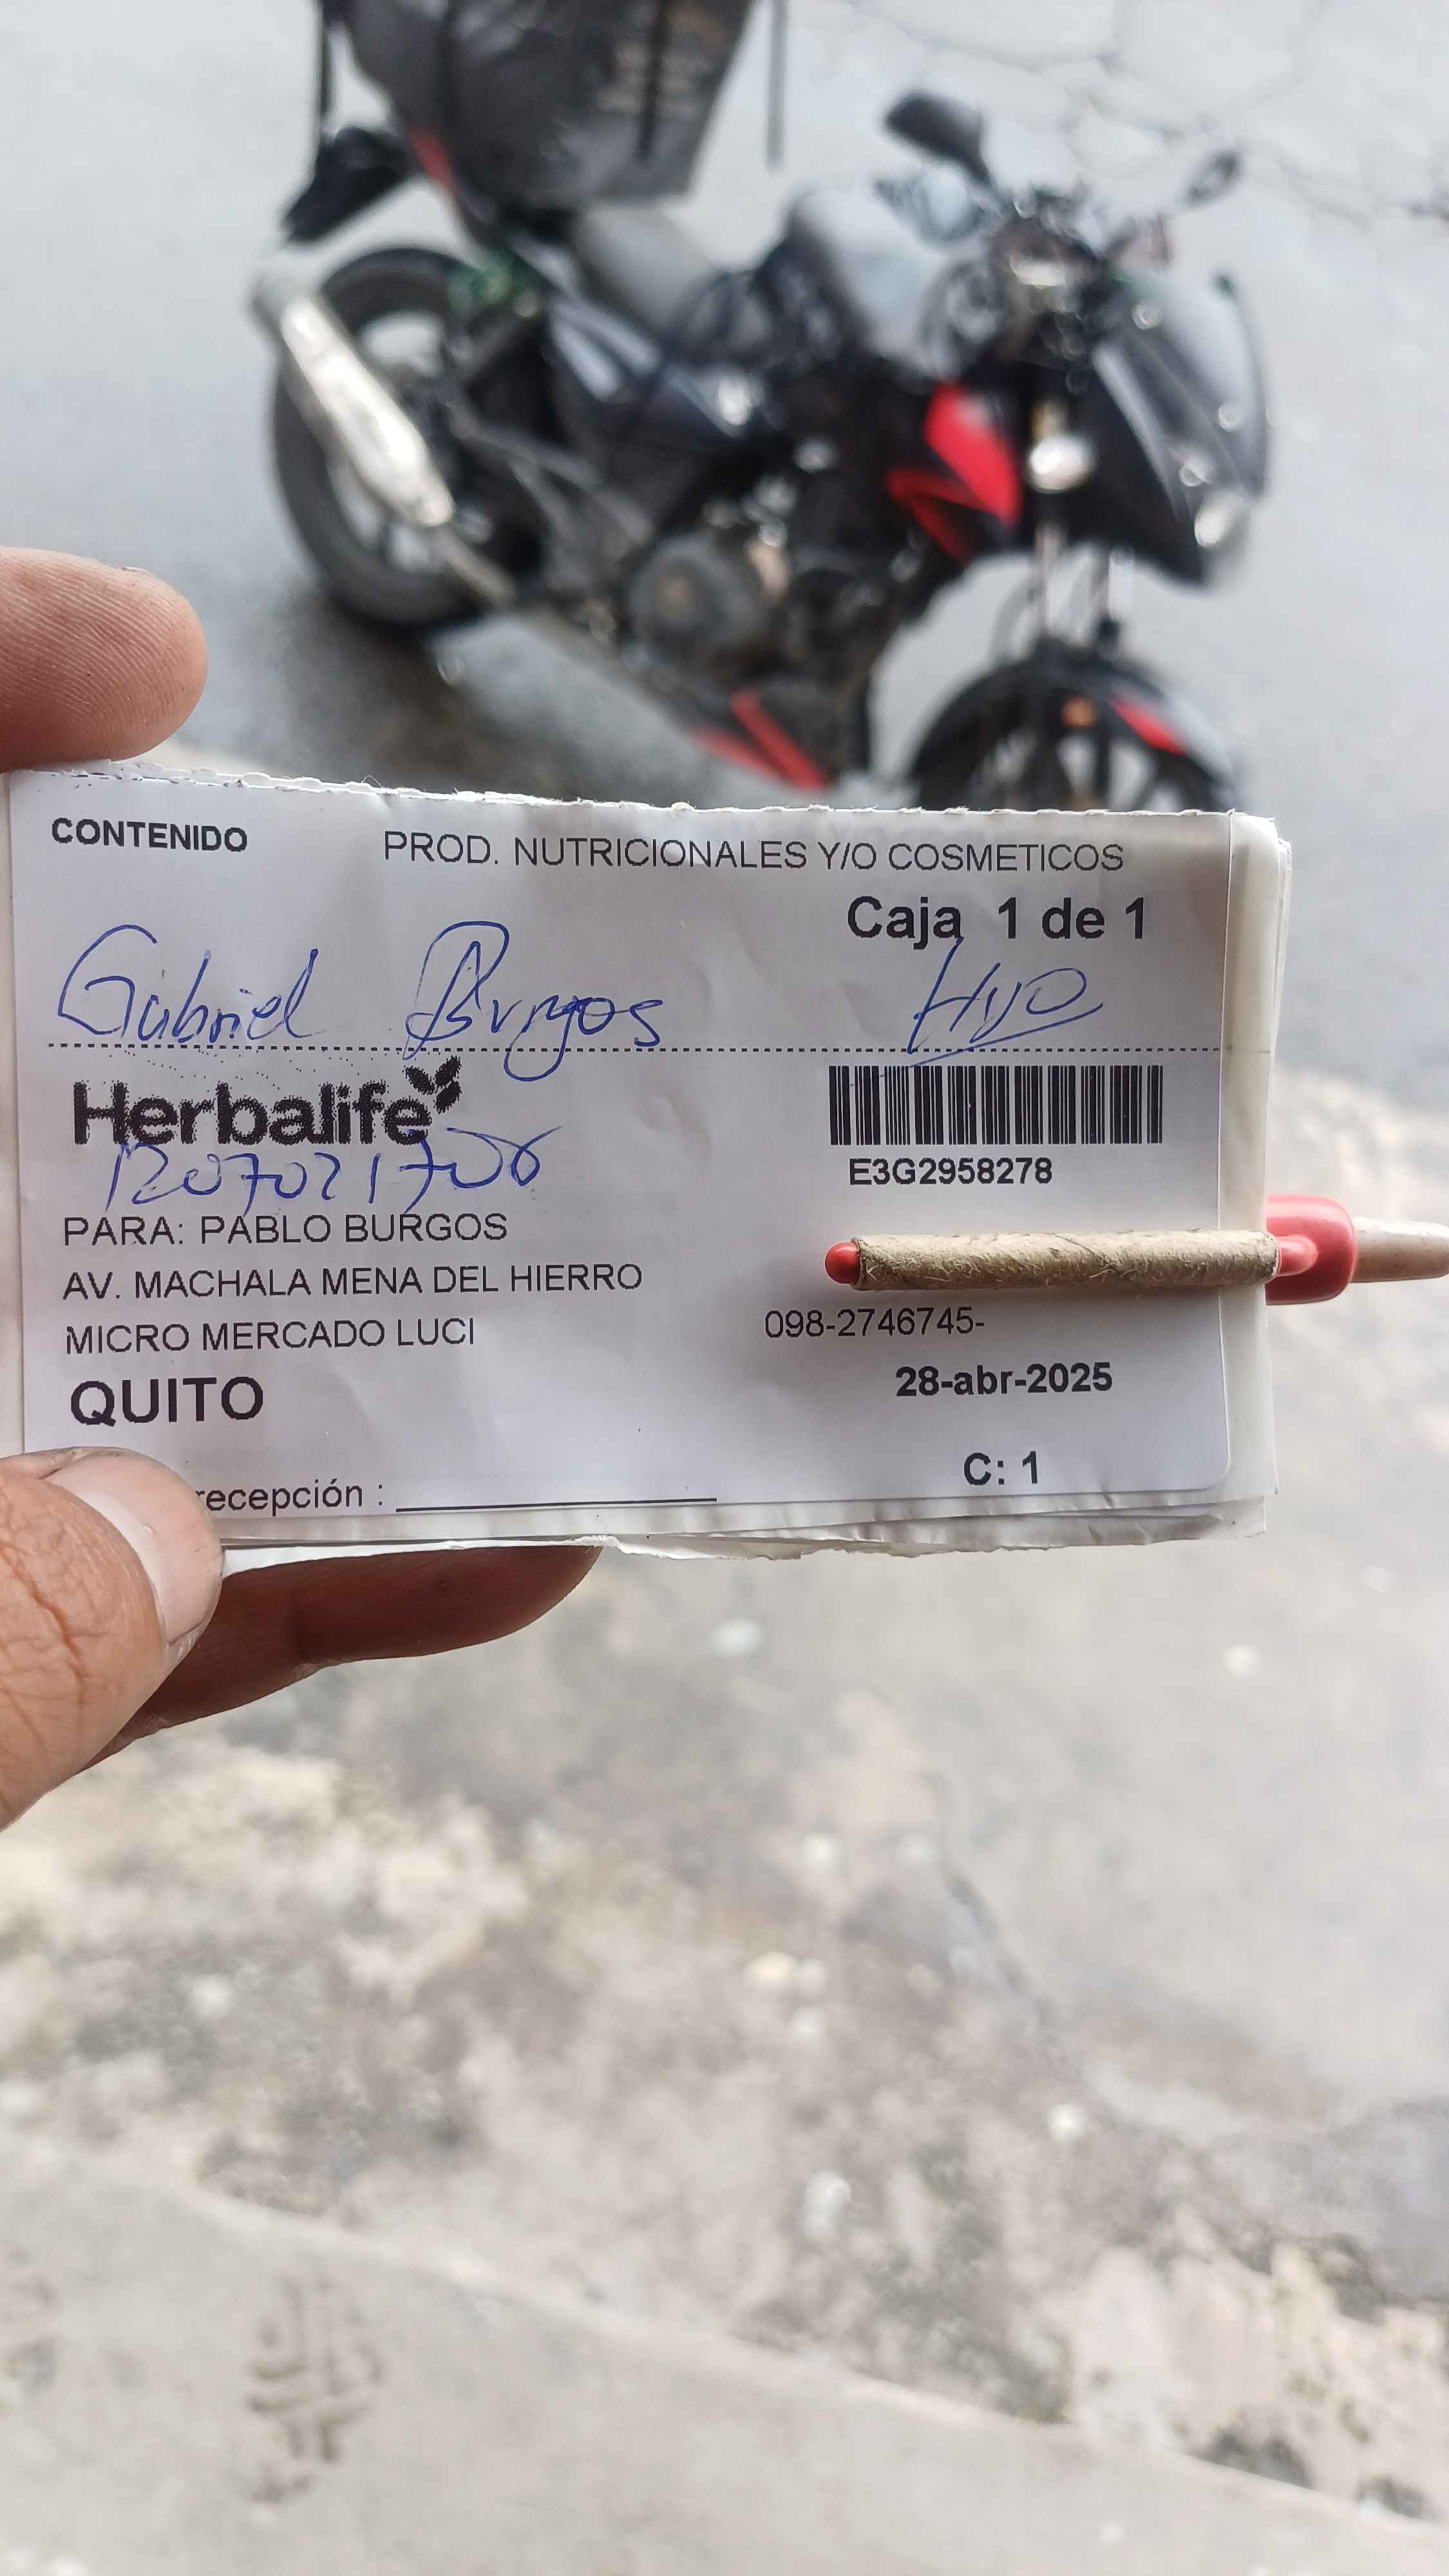 CONTENIDO PROD. NUTRICIONALES Y/O COSMETICOS
Caja 1 de 1
Gabriel Burgos Hijo
Herbalife
E3G2958278
PARA: PABLO BURGOS
AV. MACHALA MENA DEL HIERRO
MICRO MERCADO LUCI 098-2746745-
28-abr-2025
QUITO
C: 1
recepción :